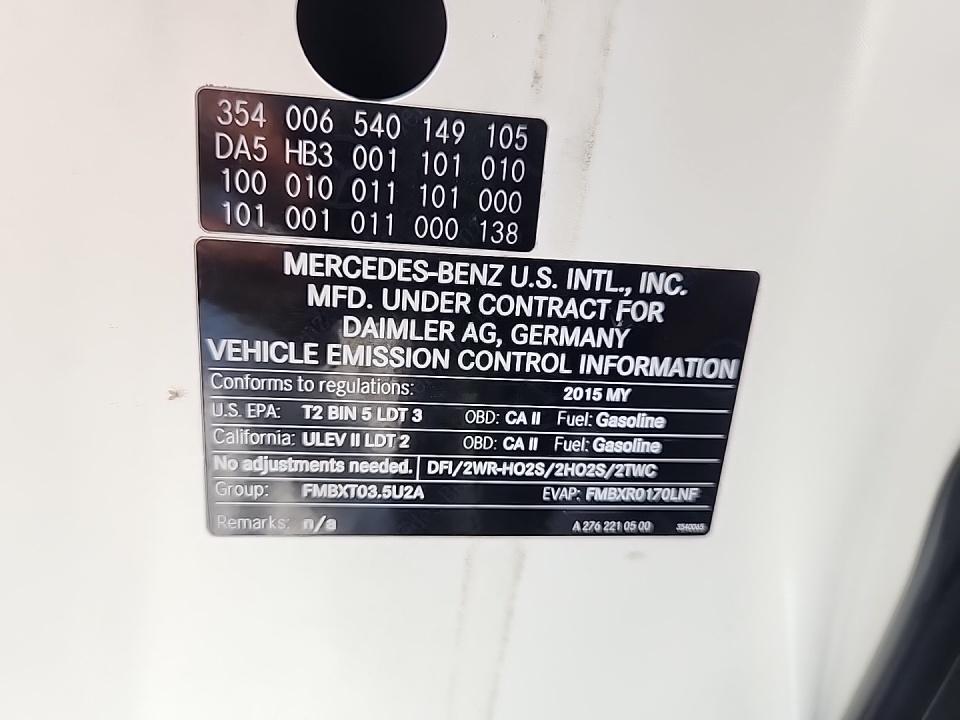 354 006 540 149 105
DA5 HB3 001 101 010
100 010 011 101 000
101 001 011 000 138
MERCEDES-BENZ U.S. INTL., INC.
MFD. UNDER CONTRACT FOR
DAIMLER AG, GERMANY
VEHICLE EMISSION CONTROL INFORMATION
Conforms to regulations: 2015 MY
U.S. EPA: T2 BIN 5 LDT 3 OBD: CA II Fuel: Gasoline
California: ULEV II LDT 2 OBD: CA II Fuel: Gasoline
No adjustments needed. DFI/2WR-HO2S/2HO2S/2TWC
Group: FMBXT03.5U2A EVAP: FMBXR0170LNF
Remarks: n/a A 276 221 05 00 3540065